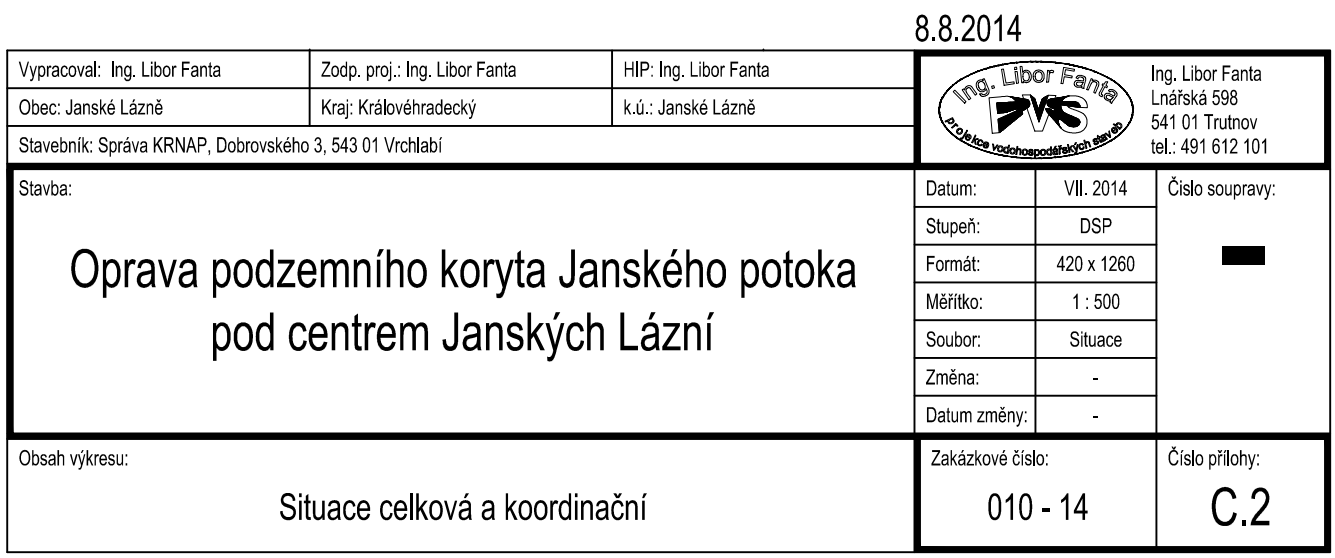 8.8.2014
Vypracoval: Ing. Libor Fanta
Zodp. proj.: Ing. Libor Fanta
HIP: Ing. Libor Fanta
Obec: Janské Lázně
Kraj: Královéhradecký
k.ú.: Janské Lázně
Stavebník: Správa KRNAP, Dobrovského 3, 543 01 Vrchlabí
Ing. Libor Fanta
PVS
projekce vodohospodářských staveb
Ing. Libor Fanta
Lnářská 598
541 01 Trutnov
tel.: 491 612 101
Stavba:
Oprava podzemního koryta Janského potoka
pod centrem Janských Lázní
Datum: VII. 2014
Stupeň: DSP
Formát: 420 x 1260
Měřítko: 1 : 500
Soubor: Situace
Změna: -
Datum změny: -
Čislo soupravy:
Obsah výkresu:
Situace celková a koordinační
Zakázkové číslo:
010 - 14
Číslo přílohy:
C.2